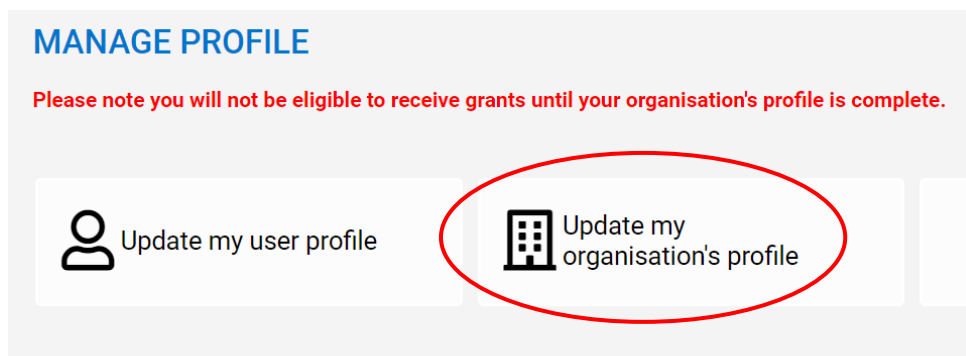 MANAGE PROFILE
Please note you will not be eligible to receive grants until your organisation's profile is complete.
Update my user profile
Update my
organisation's profile